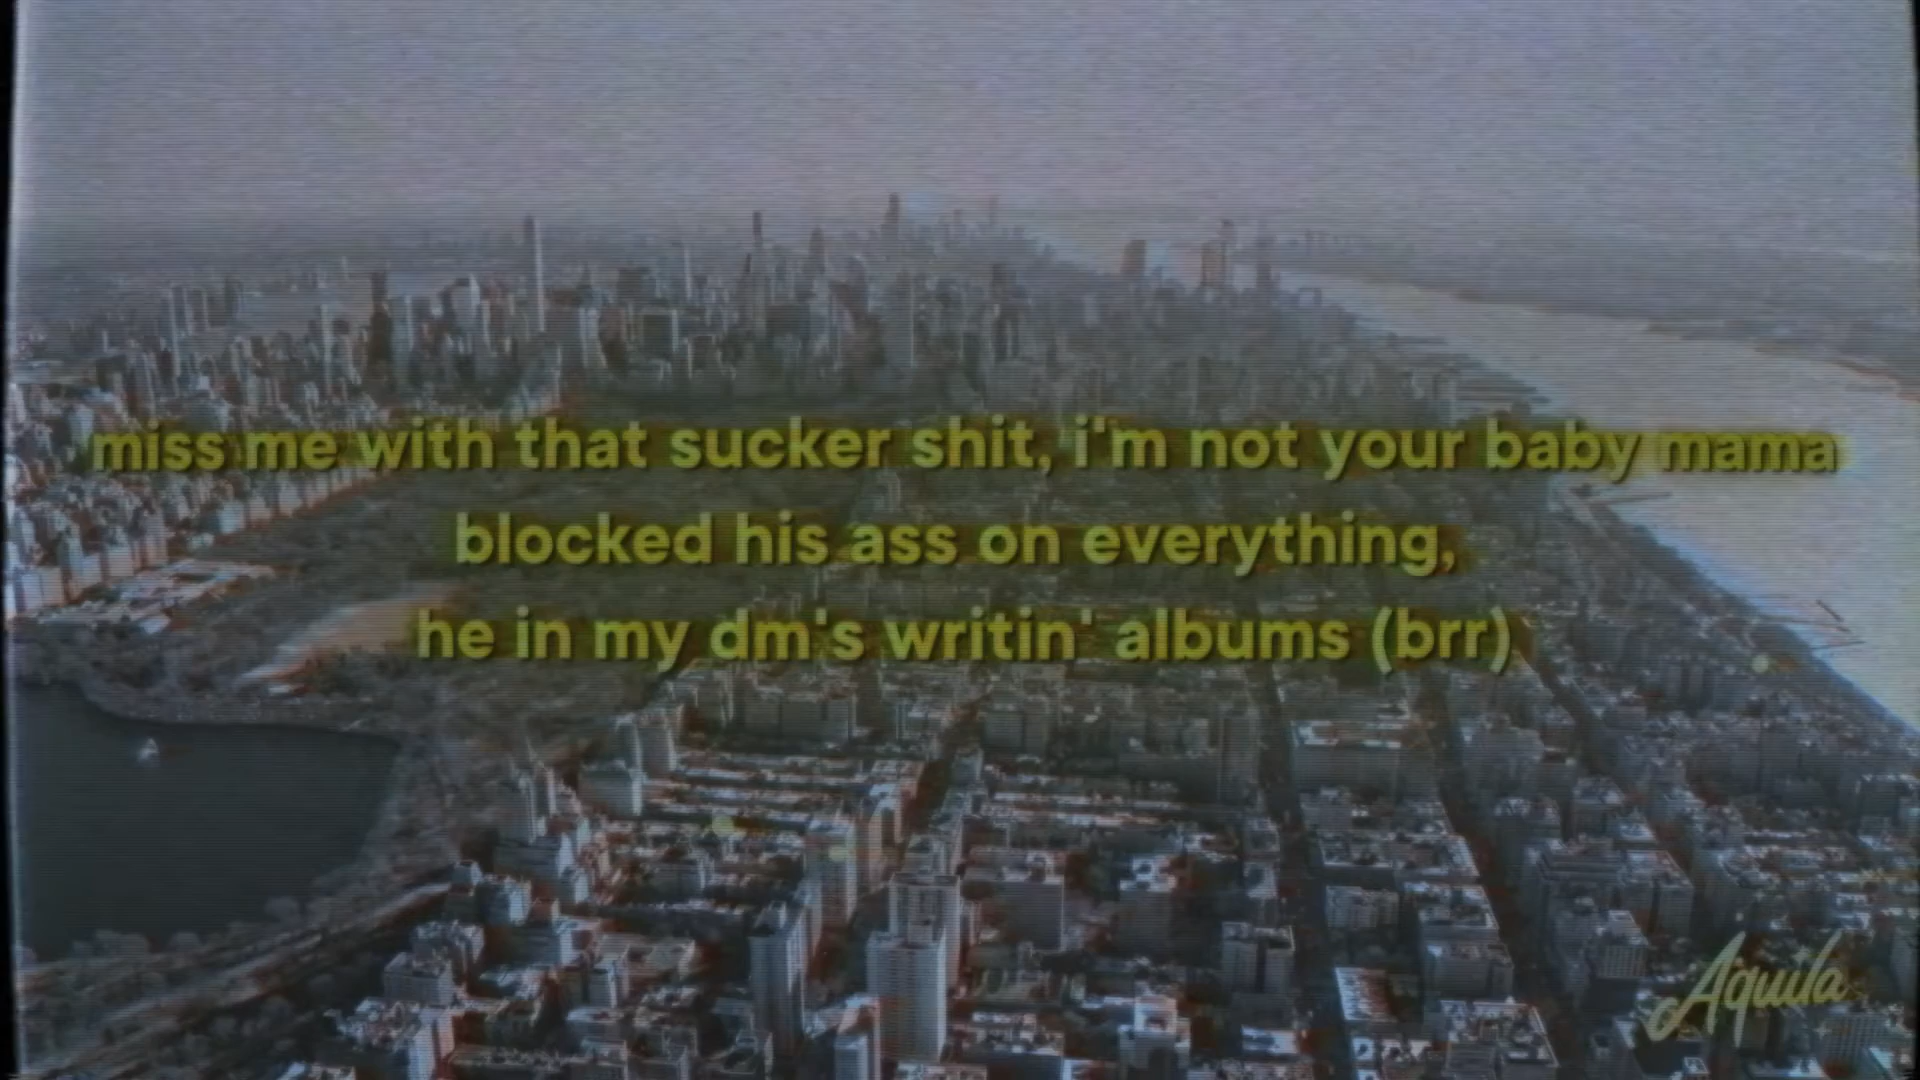 miss me with that sucker shit, i'm not your baby mama
blocked his ass on everything,
he in my dm's writin' albums (brr)
Aquila